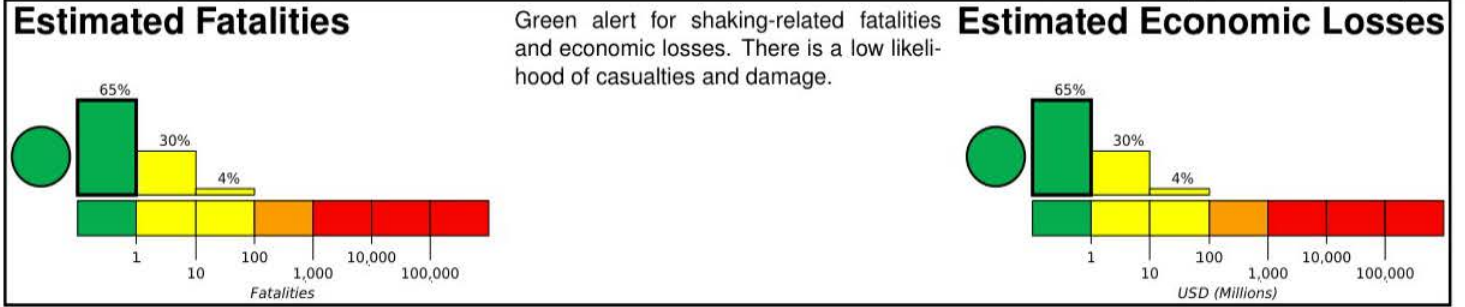 Estimated Fatalities
Green alert for shaking-related fatalities
and economic losses. There is a low likeli-
hood of casualties and damage.
Estimated Economic Losses
65%
30%
4%
1
10
100
1,000
10,000
100,000
Fatalities
65%
30%
4%
1
10
100
1,000
10,000
100,000
USD (Millions)